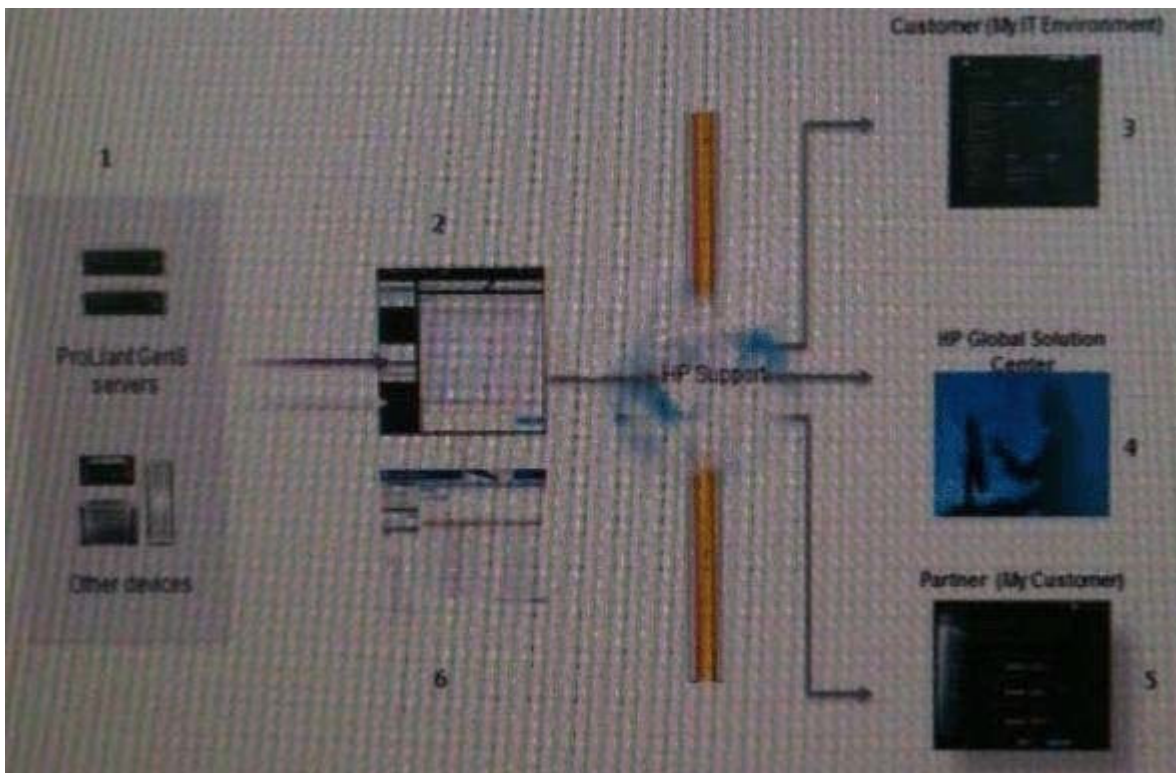 Customer (My IT Environment)
3
1
2
ProLiant Gen8
servers
HP Support
HP Global Solution
Center
4
Other devices
Partner (My Customer)
5
6